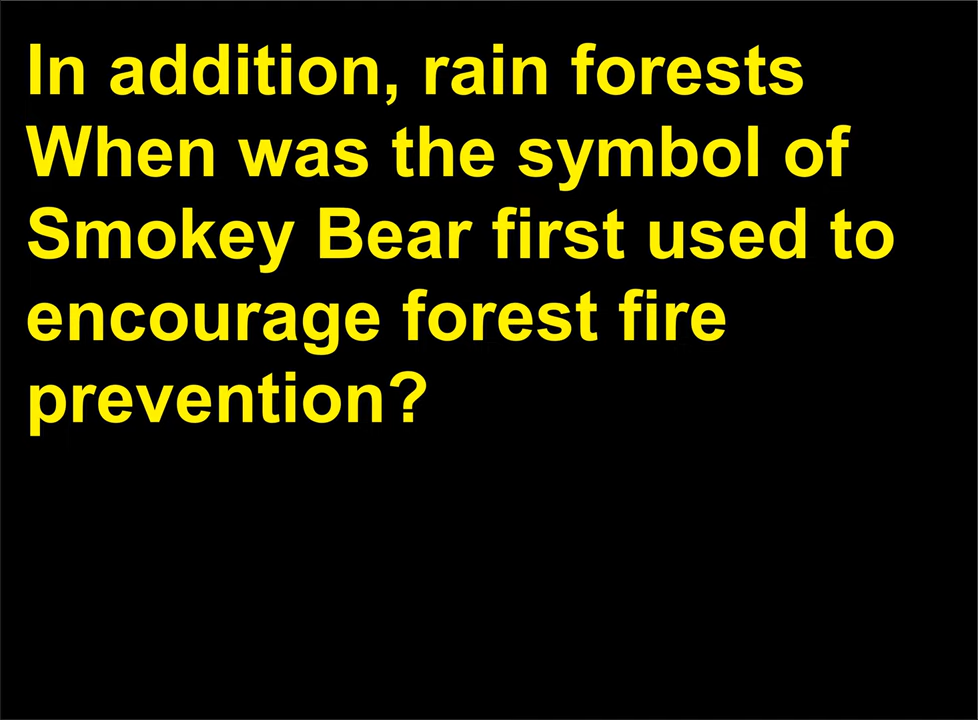 In addition, rain forests
When was the symbol of
Smokey Bear first used to
encourage forest fire
prevention?